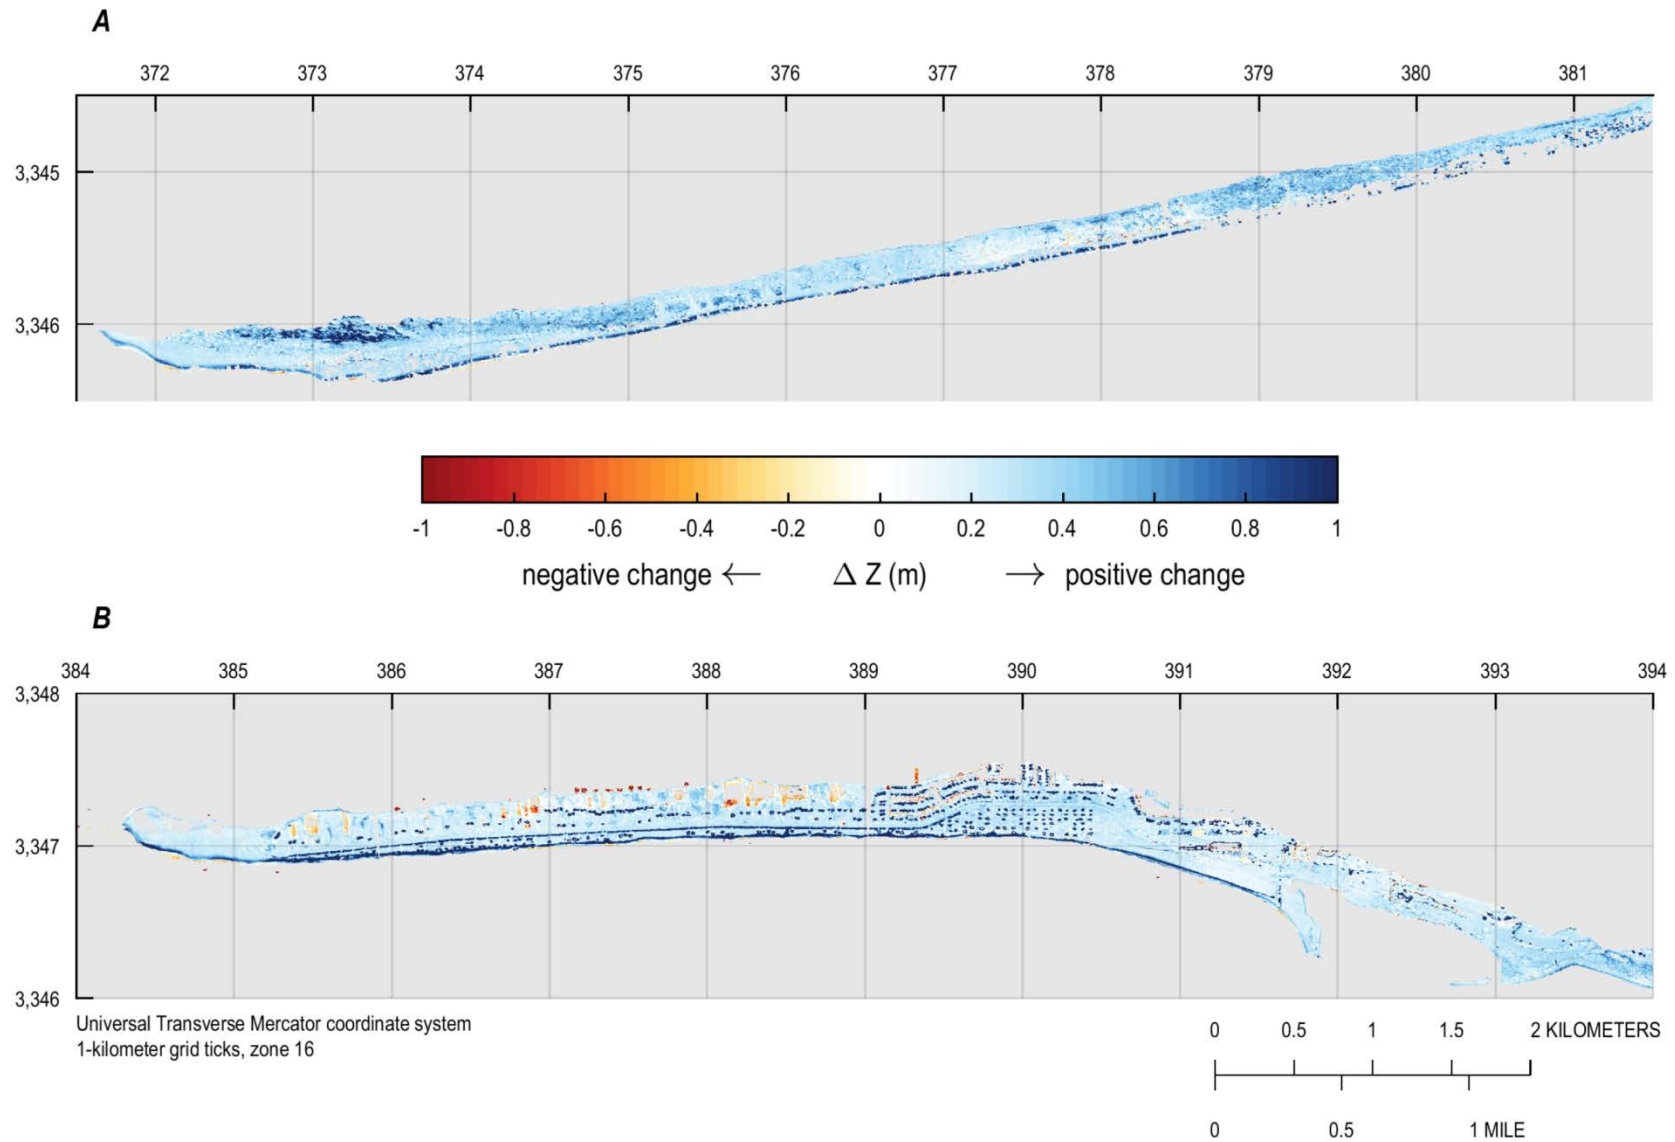 A
372 373 374 375 376 377 378 379 380 381
3,345
3,346
-1 -0.8 -0.6 -0.4 -0.2 0 0.2 0.4 0.6 0.8 1
negative change ← Δ Z (m) → positive change
B
384 385 386 387 388 389 390 391 392 393 394
3,348
3,347
3,346
Universal Transverse Mercator coordinate system
1-kilometer grid ticks, zone 16
0 0.5 1 1.5 2 KILOMETERS
0 0.5 1 MILE